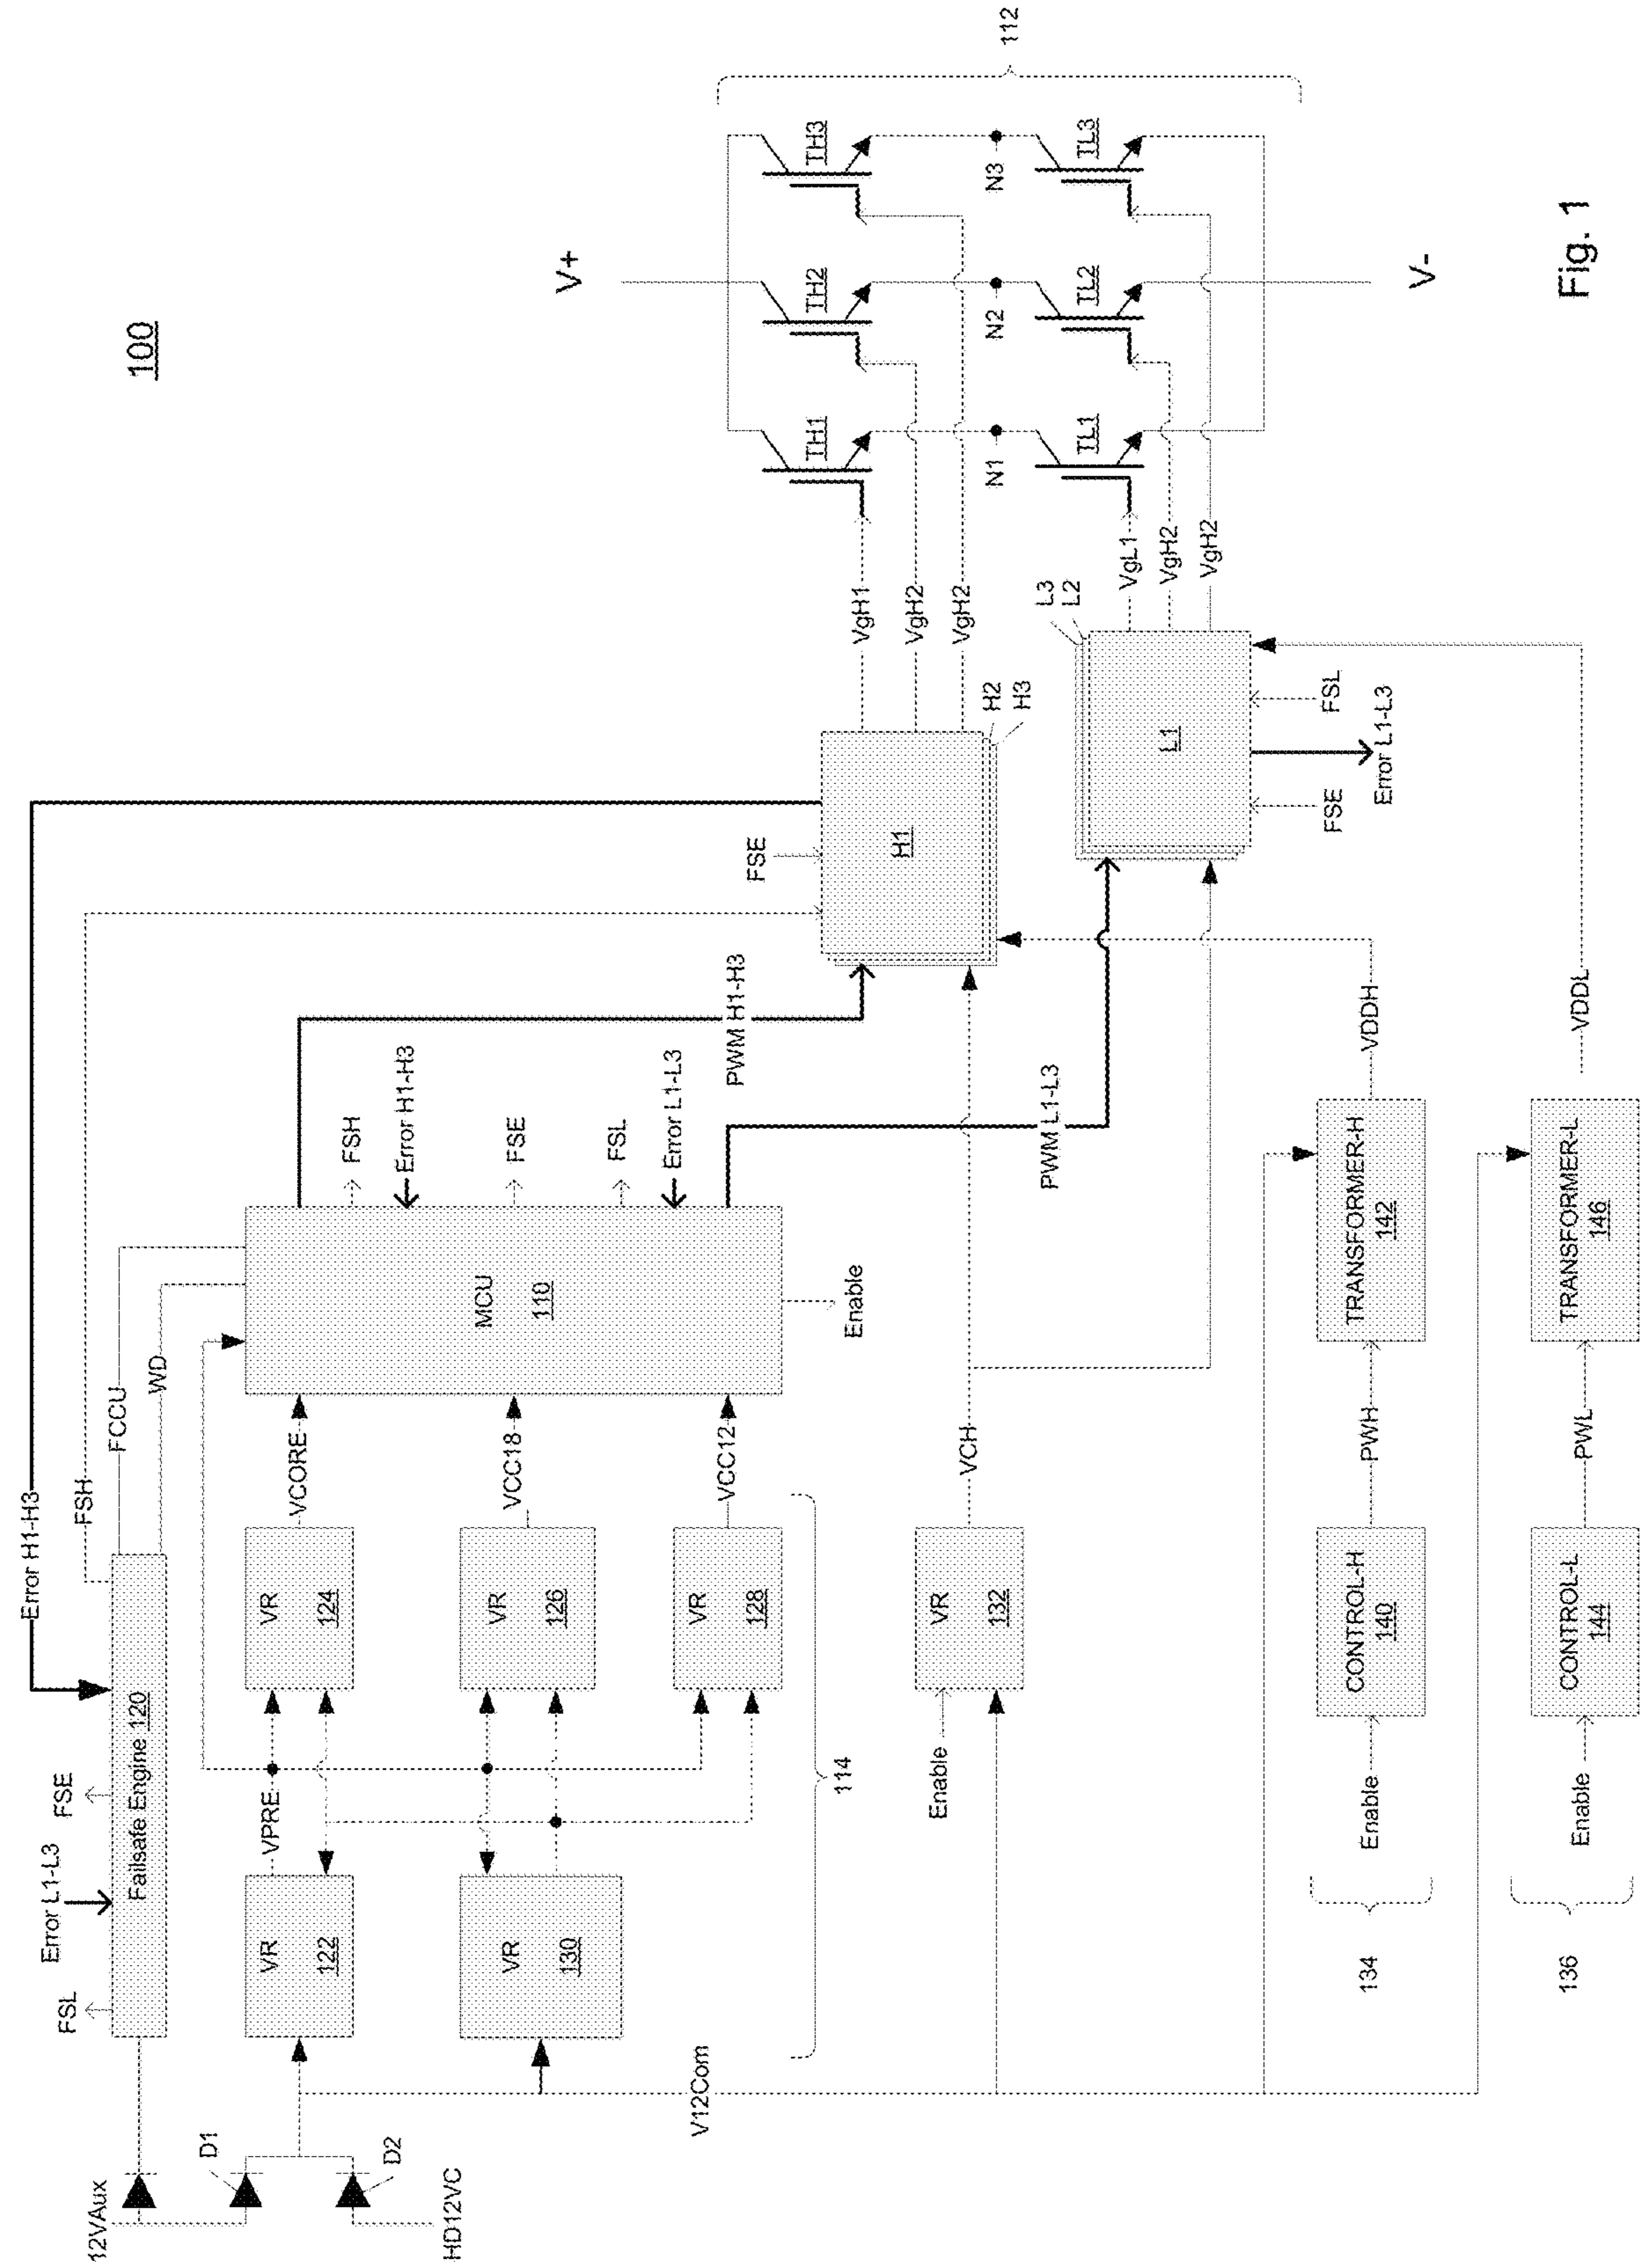 100
12VAux
D1
D2
HD12VC
FSL
Error L1-L3
FSE
Failsafe Engine 120
Error H1-H3
FSH
FCCU
WD
VR
122
VPRE
VR
124
VCORE
VR
130
VR
126
VCC18
VR
128
VCC12
114
V12Com
MCU
110
FSH
Error H1-H3
FSE
FSL
Error L1-L3
Enable
PWM H1-H3
PWM L1-L3
Enable
VR
132
VCH
134
Enable
CONTROL-H
140
PWH
TRANSFORMER-H
142
VDDH
136
Enable
CONTROL-L
144
PWL
TRANSFORMER-L
146
VDDL
FSE
H1
H2
H3
VgH1
VgH2
VgH2
L3
L2
L1
FSE
Error L1-L3
FSL
VgL1
VgH2
VgH2
V+
TH1
TH2
TH3
N1
N2
N3
TL1
TL2
TL3
V-
112
Fig. 1